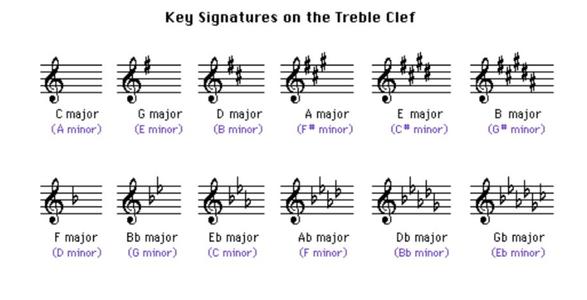 Key Signatures on the Treble Clef
C major G major D major A major E major B major
(A minor) (E minor) (B minor) (F# minor) (C# minor) (G# minor)
F major Bb major Eb major Ab major Db major Gb major
(D minor) (G minor) (C minor) (F minor) (Bb minor) (Eb minor)